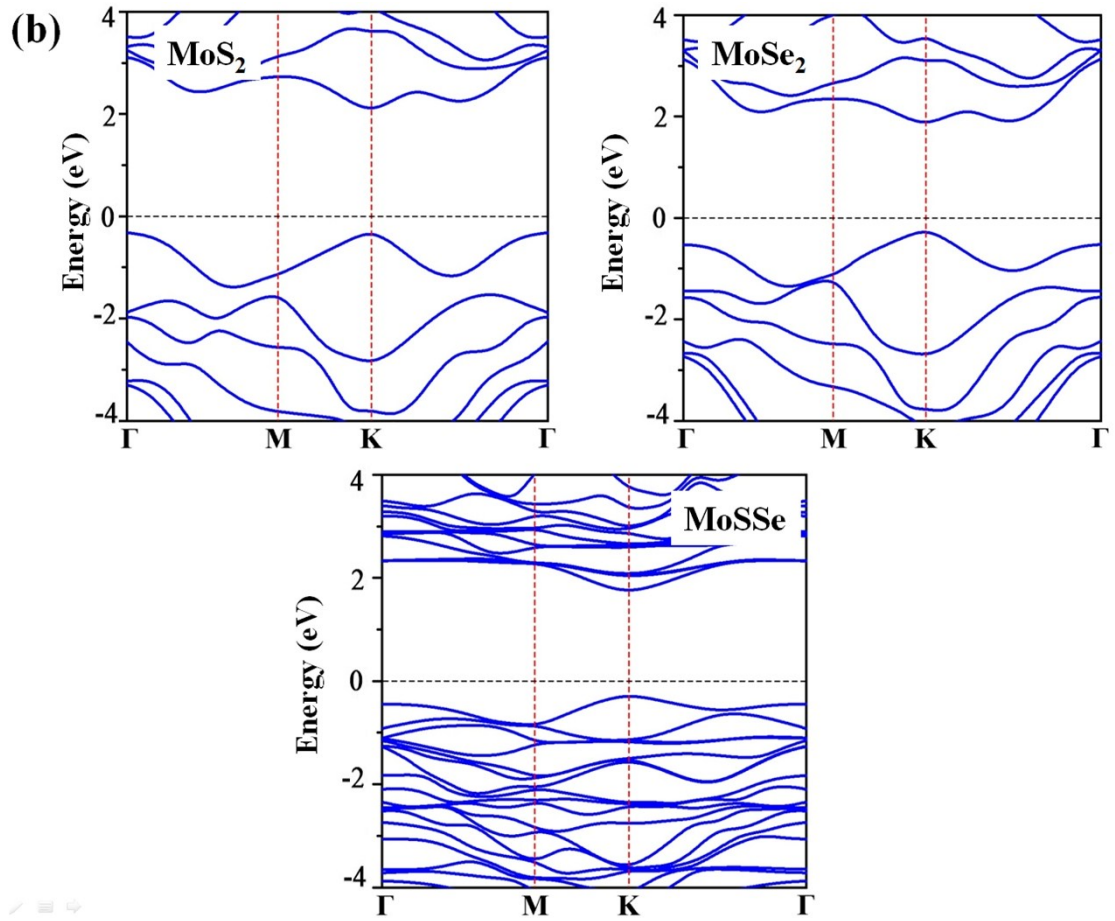 (b)
MoS2
Energy (eV)
4
2
0
-2
-4
Γ M K Γ
MoSe2
Energy (eV)
4
2
0
-2
-4
Γ M K Γ
MoSSe
Energy (eV)
4
2
0
-2
-4
Γ M K Γ